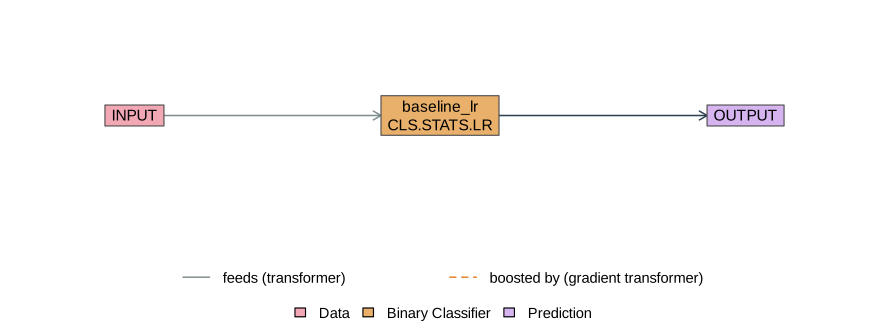 INPUT
baseline_lr
CLS.STATS.LR
OUTPUT
feeds (transformer)
boosted by (gradient transformer)
Data
Binary Classifier
Prediction